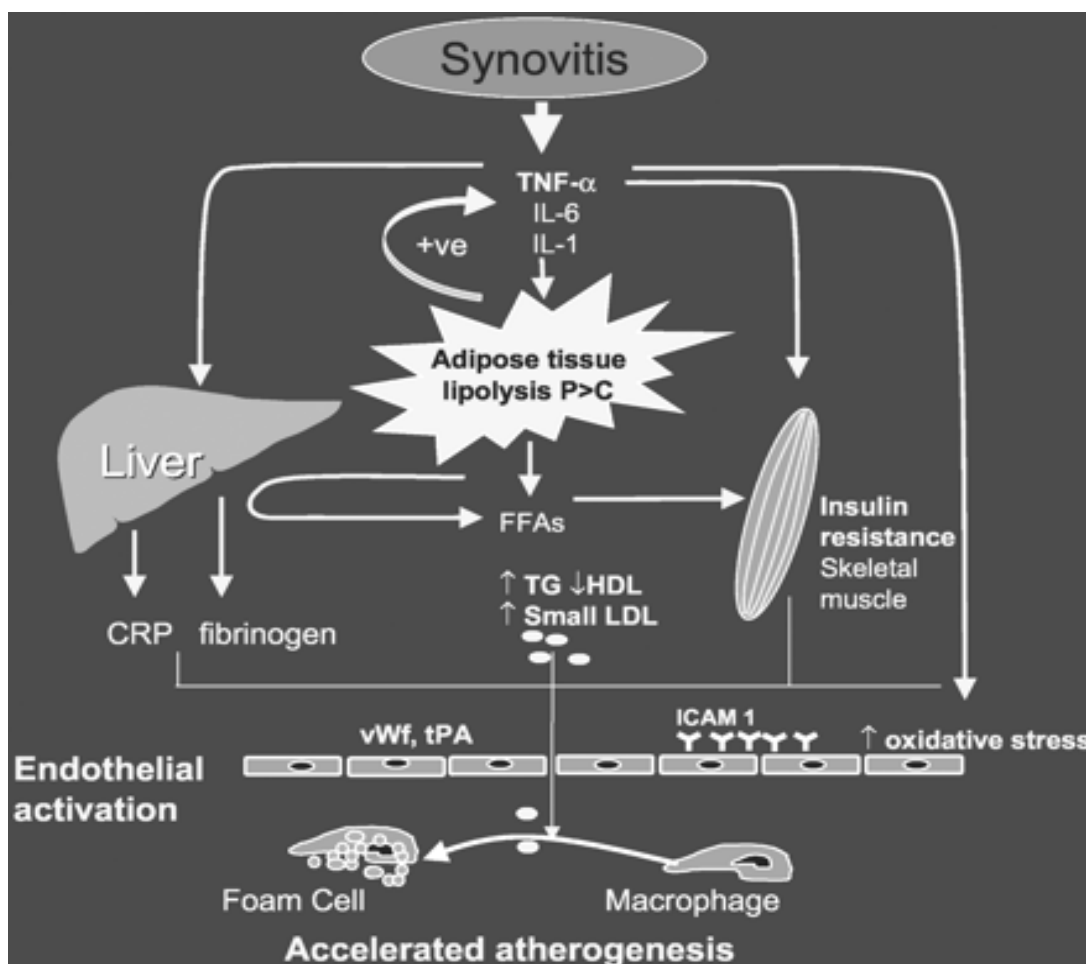 Synovitis
TNF-α
IL-6
IL-1
+ve
Adipose tissue
lipolysis P>C
Liver
FFAs
Insulin
resistance
Skeletal
muscle
↑ TG ↓HDL
↑ Small LDL
CRP fibrinogen
ICAM 1
vWf, tPA
↑ oxidative stress
Endothelial
activation
Foam Cell
Macrophage
Accelerated atherogenesis